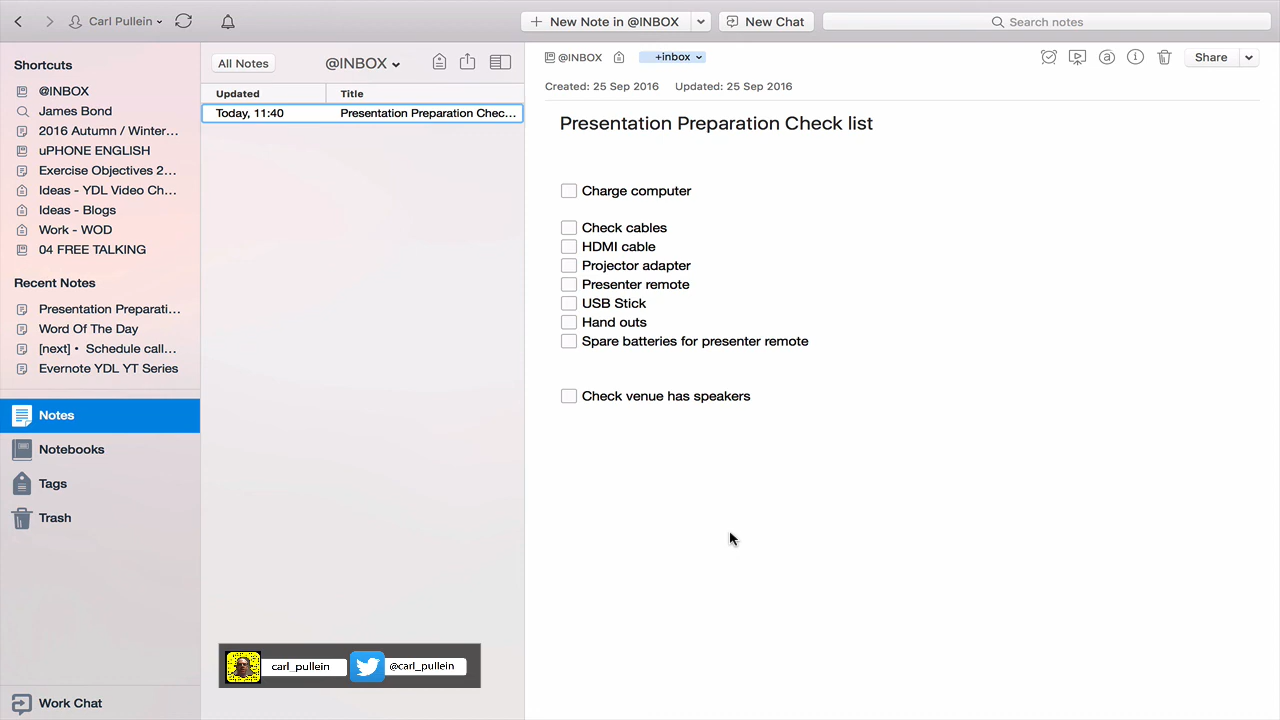 Carl Pullein
New Note in @INBOX
New Chat
Search notes
Shortcuts
@INBOX
James Bond
2016 Autumn / Winter...
uPHONE ENGLISH
Exercise Objectives 2...
Ideas - YDL Video Ch...
Ideas - Blogs
Work - WOD
04 FREE TALKING
Recent Notes
Presentation Preparati...
Word Of The Day
[next] • Schedule call...
Evernote YDL YT Series
Notes
Notebooks
Tags
Trash
Work Chat
All Notes
@INBOX
Updated Title
Today, 11:40 Presentation Preparation Chec...
carl_pullein
@carl_pullein
@INBOX
+inbox
Share
Created: 25 Sep 2016 Updated: 25 Sep 2016
Presentation Preparation Check list
Charge computer
Check cables
HDMI cable
Projector adapter
Presenter remote
USB Stick
Hand outs
Spare batteries for presenter remote
Check venue has speakers